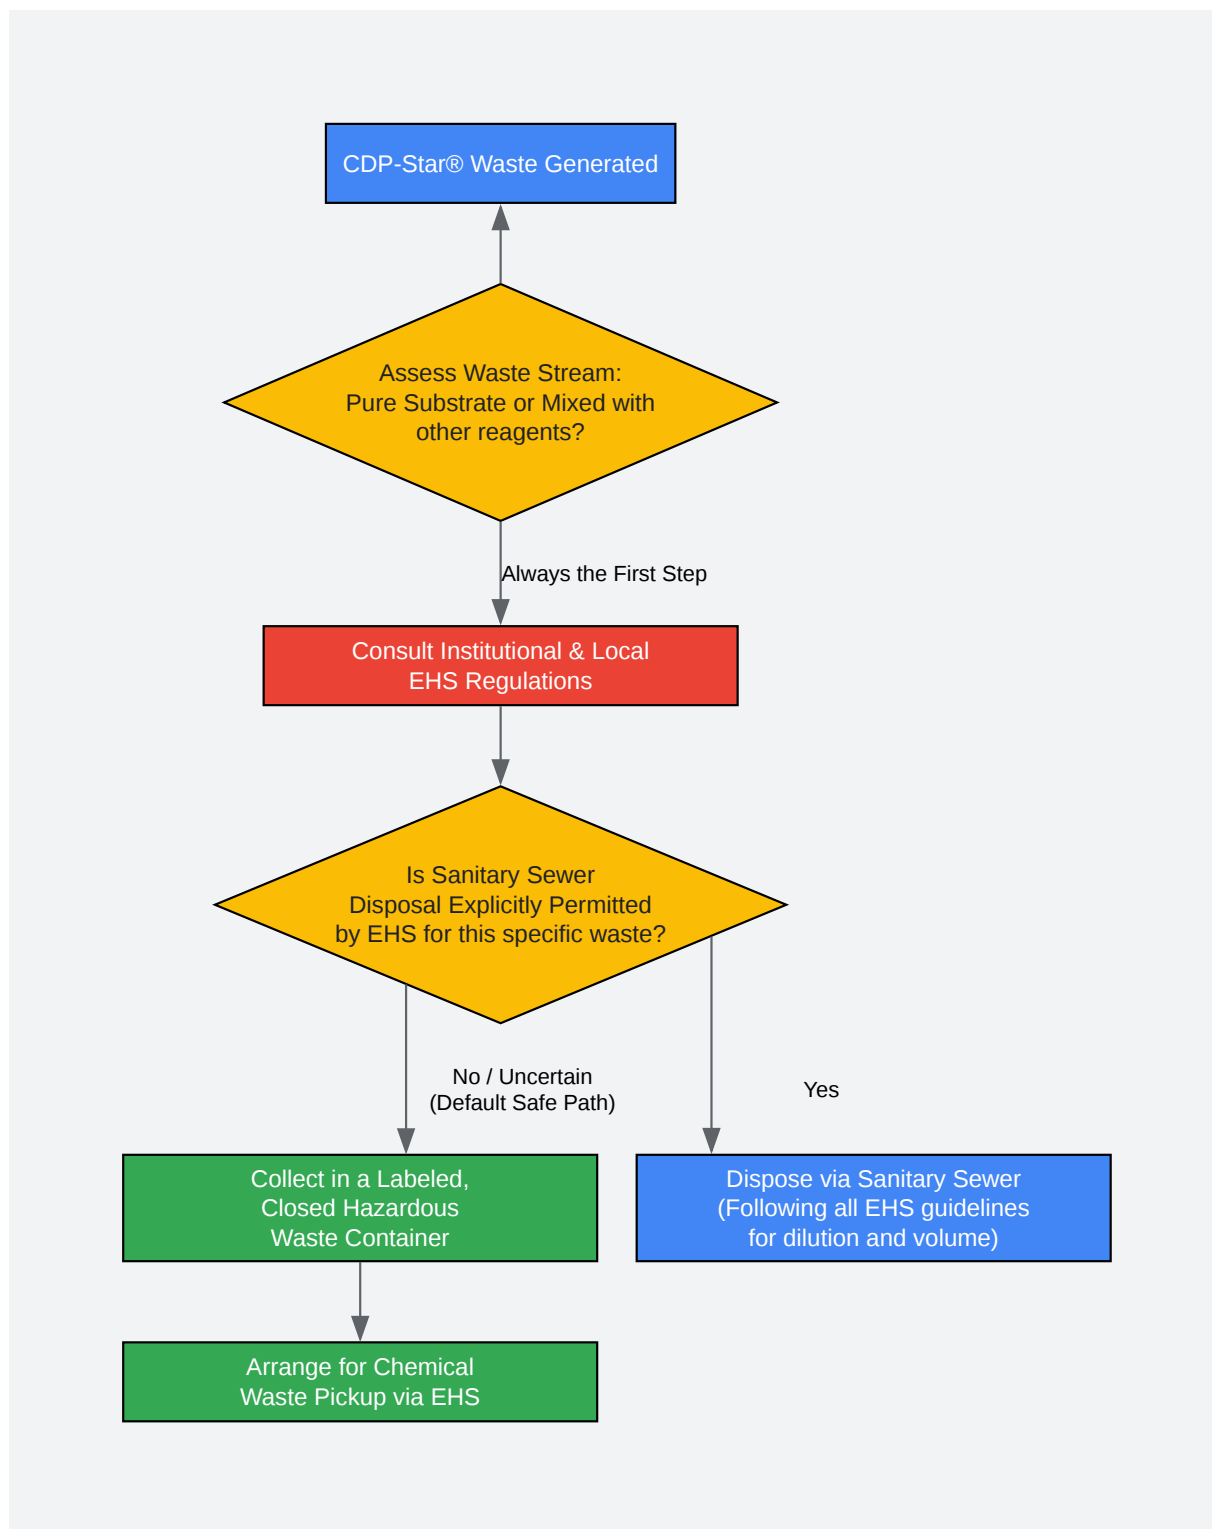 CDP-Star® Waste Generated
Assess Waste Stream:
Pure Substrate or Mixed with
other reagents?
Always the First Step
Consult Institutional & Local
EHS Regulations
Is Sanitary Sewer
Disposal Explicitly Permitted
by EHS for this specific waste?
No / Uncertain
(Default Safe Path)
Yes
Collect in a Labeled,
Closed Hazardous
Waste Container
Dispose via Sanitary Sewer
(Following all EHS guidelines
for dilution and volume)
Arrange for Chemical
Waste Pickup via EHS